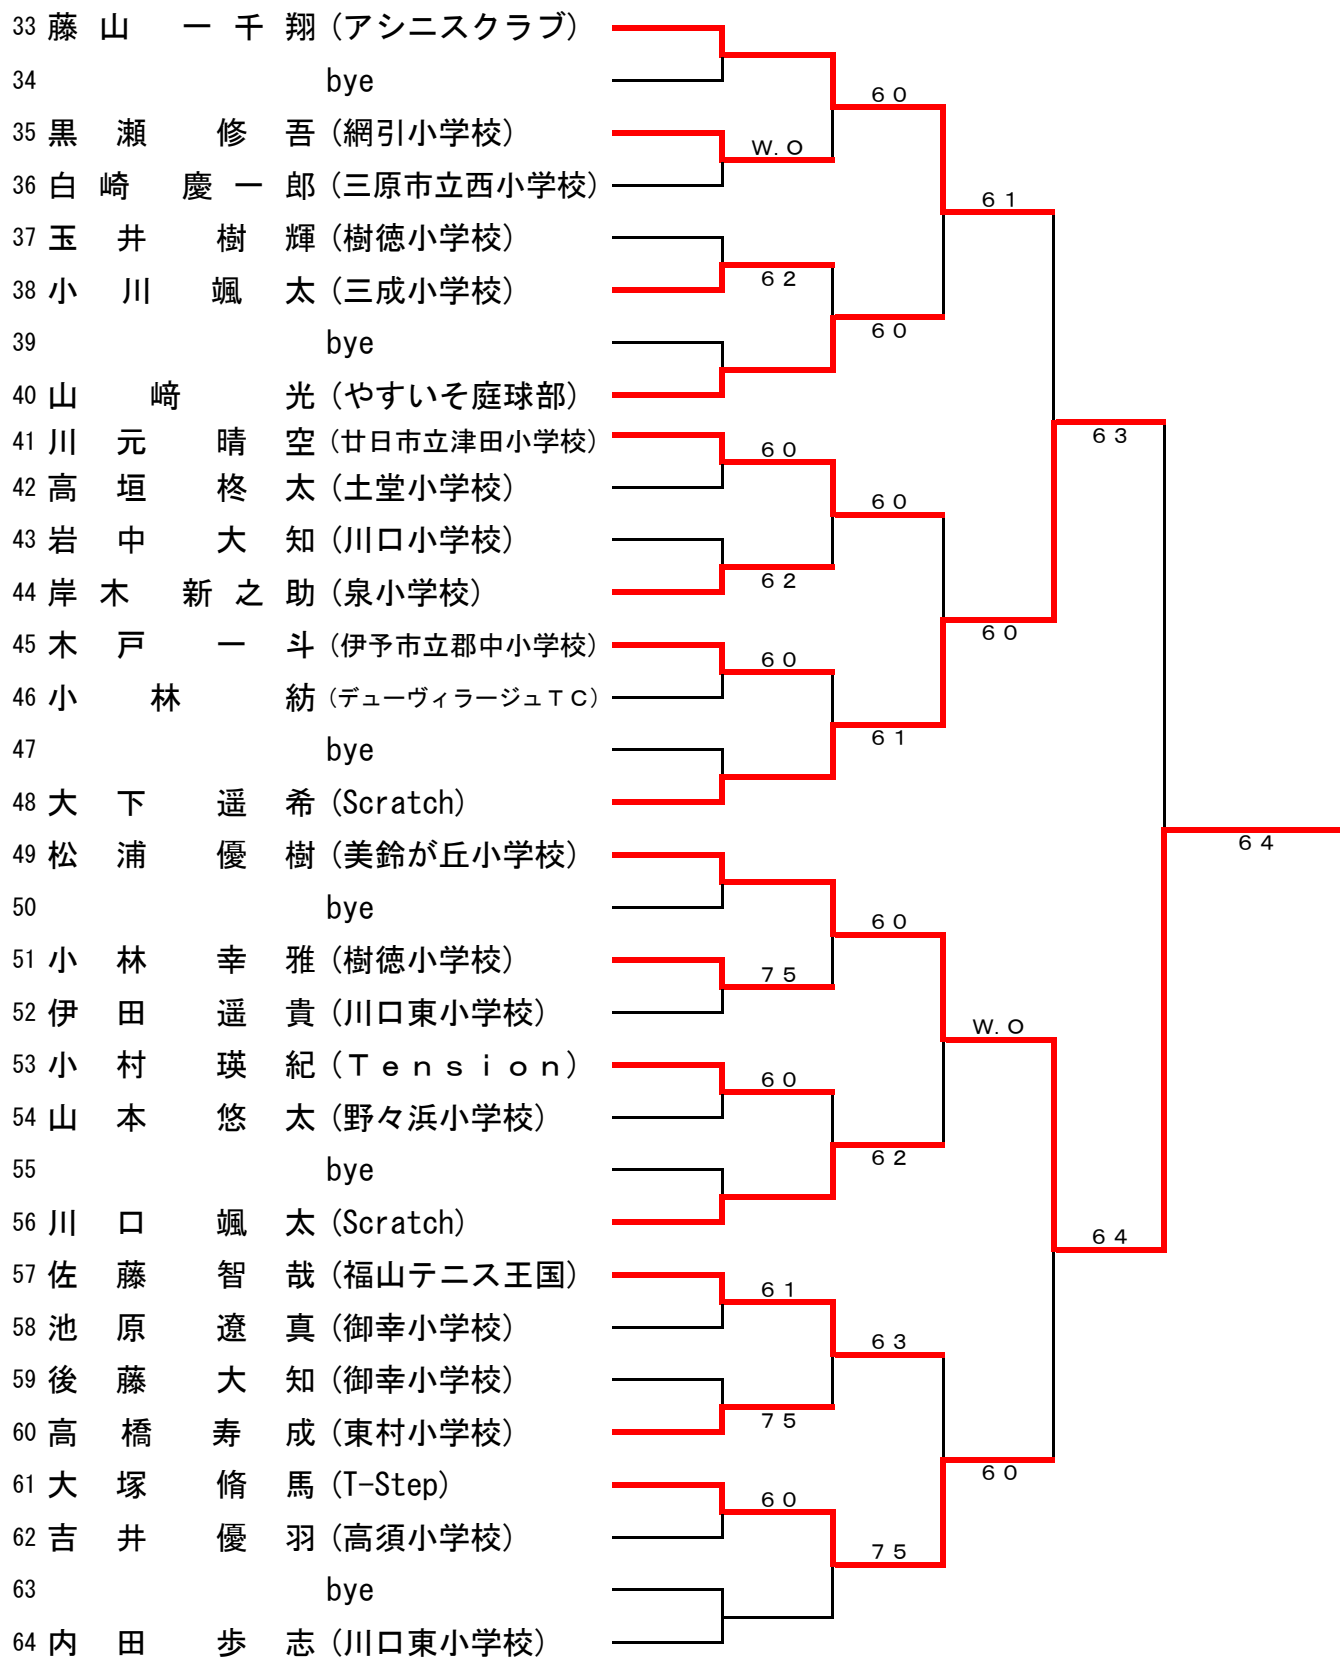 33 藤山 一千翔 (アシニスクラブ)
34 bye
６０
35 黒瀬 修吾 (網引小学校)
W.O
36 白崎 慶一郎 (三原市立西小学校)
６１
37 玉井 樹輝 (樹徳小学校)
６２
38 小川 颯太 (三成小学校)
６０
39 bye
40 山﨑 光 (やすいそ庭球部)
６３
41 川元 晴空 (廿日市立津田小学校)
６０
42 高垣 柊太 (土堂小学校)
６０
43 岩中 大知 (川口小学校)
６２
44 岸木 新之助 (泉小学校)
６０
45 木戸 一斗 (伊予市立郡中小学校)
６０
46 小林 紡 (デューヴィラージュＴＣ)
６１
47 bye
48 大下 遥希 (Scratch)
６４
49 松浦 優樹 (美鈴が丘小学校)
50 bye
６０
51 小林 幸雅 (樹徳小学校)
７５
52 伊田 遥貴 (川口東小学校)
W.O
53 小村 瑛紀 (Ｔｅｎｓｉｏｎ)
６０
54 山本 悠太 (野々浜小学校)
６２
55 bye
56 川口 颯太 (Scratch)
６４
57 佐藤 智哉 (福山テニス王国)
６１
58 池原 遼真 (御幸小学校)
６３
59 後藤 大知 (御幸小学校)
７５
60 高橋 寿成 (東村小学校)
６０
61 大塚 脩馬 (T-Step)
６０
62 吉井 優羽 (高須小学校)
７５
63 bye
64 内田 歩志 (川口東小学校)